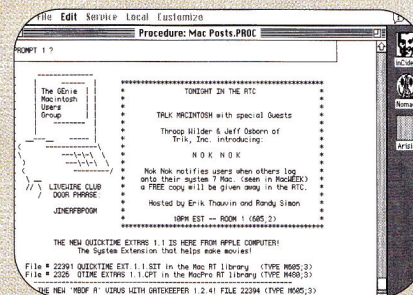 File Edit Service Local Customize
Procedure: Mac Posts.PROC
PROMPT 1 ?
The GEnie
Macintosh
Users
Group
LIVEWIRE CLUB
DOOR PHRASE:
JINERFBPOGM
TONIGHT IN THE RTC
TALK MACINTOSH with special Guests
Throop Wilder & Jeff Osborn of
Trik, Inc. introducing:
N O K N O K
Nok Nok notifies users when others log
onto their system 7 Mac. (seen in MacWEEK)
a FREE copy will be given away in the RTC.
Hosted by Erik Thauvin and Randy Simon
10PM EST -- ROOM 1 (605,2)
THE NEW QUICKTIME EXTRAS 1.1 IS HERE FROM APPLE COMPUTER!
The System Extension that helps make movies!
File # 22391 QUICKTIME EXT.1.1.SIT in the Mac RT library (TYPE M605;3)
File # 2326 QTIME EXTRAS 1.1.CPT in the MacPro RT library (TYPE M480;3)
THE NEW 'MBDF A' VIRUS WITH GATEKEEPER 1.2.4! FILE 22394 (TYPE M605;3)
inCider
Noma
Arisi